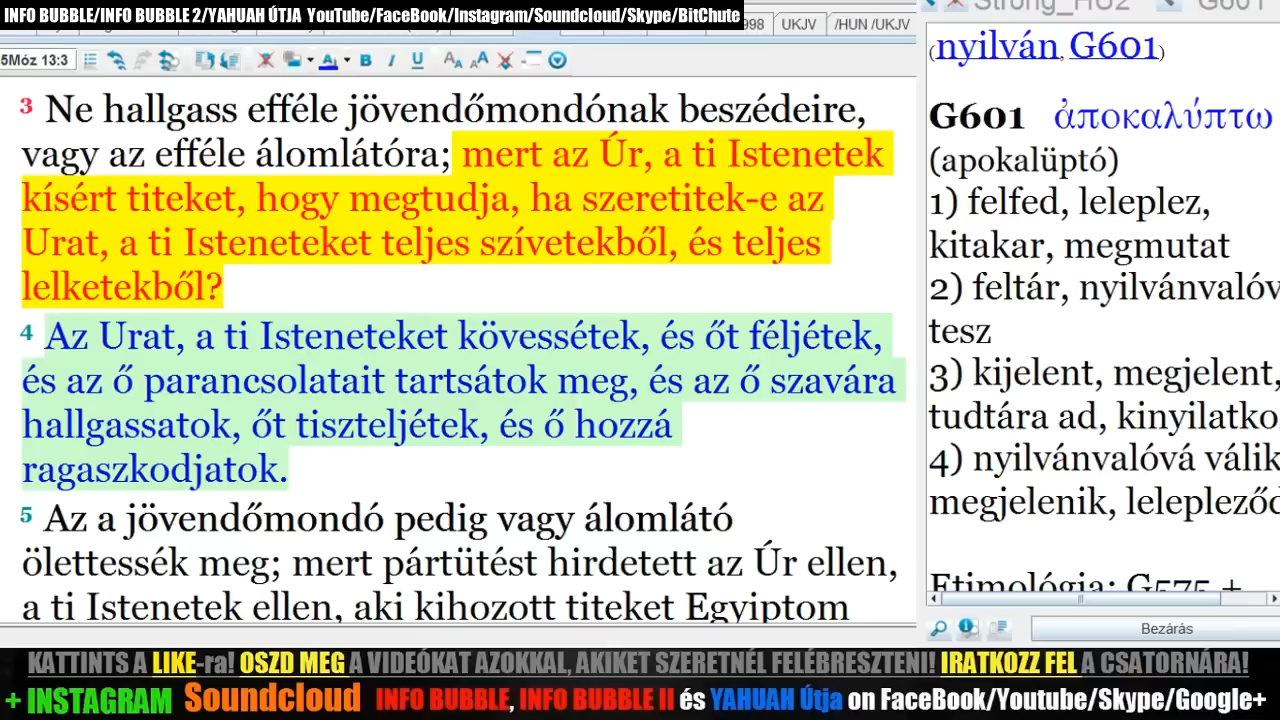 INFO BUBBLE/INFO BUBBLE 2/YAHUAH ÚTJA YouTube/FaceBook/Instagram/Soundcloud/Skype/BitChute
998 UKJV /HUN /UKJV
5Móz 13:3
3 Ne hallgass efféle jövendőmondónak beszédeire,
vagy az efféle álomlátóra; mert az Úr, a ti Istenetek
kísért titeket, hogy megtudja, ha szeretitek-e az
Urat, a ti Isteneteket teljes szívetekből, és teljes
lelketekből?
4 Az Urat, a ti Isteneteket kövessétek, és őt féljétek,
és az ő parancsolatait tartsátok meg, és az ő szavára
hallgassatok, őt tiszteljétek, és ő hozzá
ragaszkodjatok.
5 Az a jövendőmondó pedig vagy álomlátó
ölettessék meg; mert pártütést hirdetett az Úr ellen,
a ti Istenetek ellen, aki kihozott titeket Egyiptom
Strong_HU2 G601
(nyilván, G601)
G601 ἀποκαλύπτω
(apokalüptó)
1) felfed, leleplez,
kitakar, megmutat
2) feltár, nyilvánvalóv
tesz
3) kijelent, megjelent,
tudtára ad, kinyilatko
4) nyilvánvalóvá válik
megjelenik, lelepleződ
Etimológia: G575 +
Bezárás
KATTINTS A LIKE-ra! OSZD MEG A VIDEÓKAT AZOKKAL, AKIKET SZERETNÉL FELÉBRESZTENI! IRATKOZZ FEL A CSATORNÁRA!
+ INSTAGRAM Soundcloud INFO BUBBLE, INFO BUBBLE II és YAHUAH Útja on FaceBook/Youtube/Skype/Google+